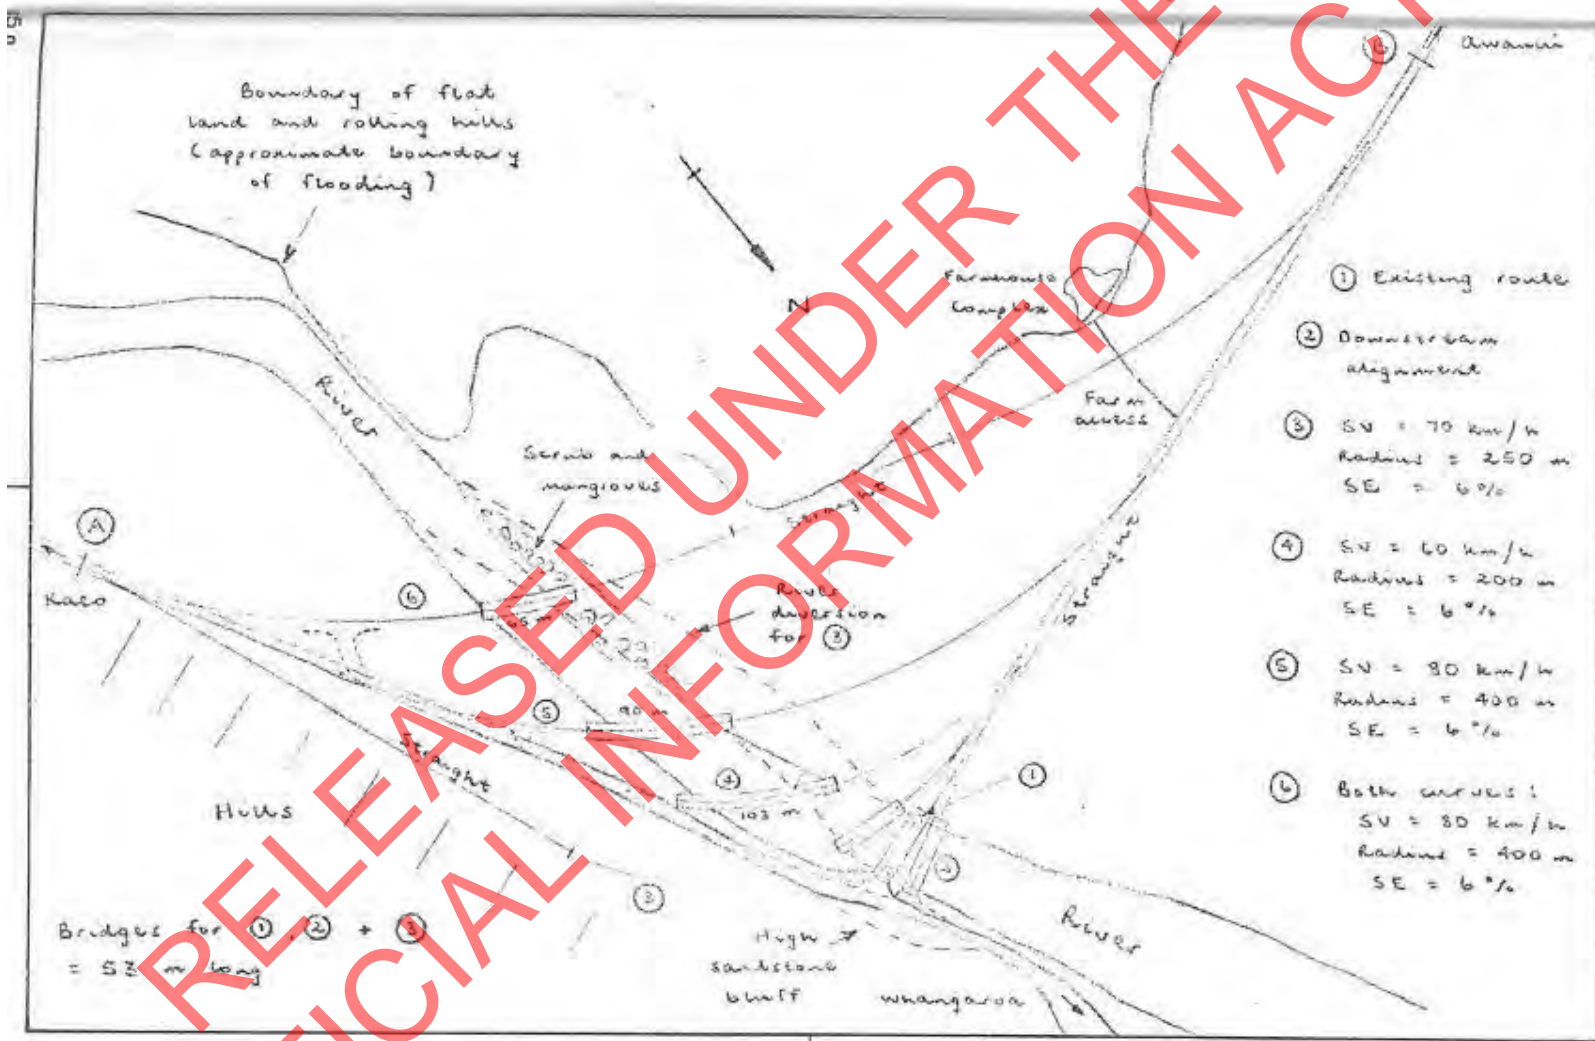 Boundary of flat
land and rolling hills
(approximate boundary
of flooding)
N
Farmhouse
Complex
Farm
access
River
Scrub and
mangroves
Straight
River
diversion
for ③
A
Kaeo
⑥
65 m
⑤
90 m
④
103 m
①
②
③
Straight
Straight
Hills
Bridges for ①, ② + ③
= 53 m long
High
sandstone
bluff
Whangaroa
River
Awanui
① Existing route
② Downstream
alignment
③ SV = 70 km/h
Radius = 250 m
SE = 6%
④ SV = 60 km/h
Radius = 200 m
SE = 6%
⑤ SV = 80 km/h
Radius = 400 m
SE = 6%
⑥ Both curves:
SV = 80 km/h
Radius = 400 m
SE = 6%
RELEASED UNDER THE
OFFICIAL INFORMATION ACT